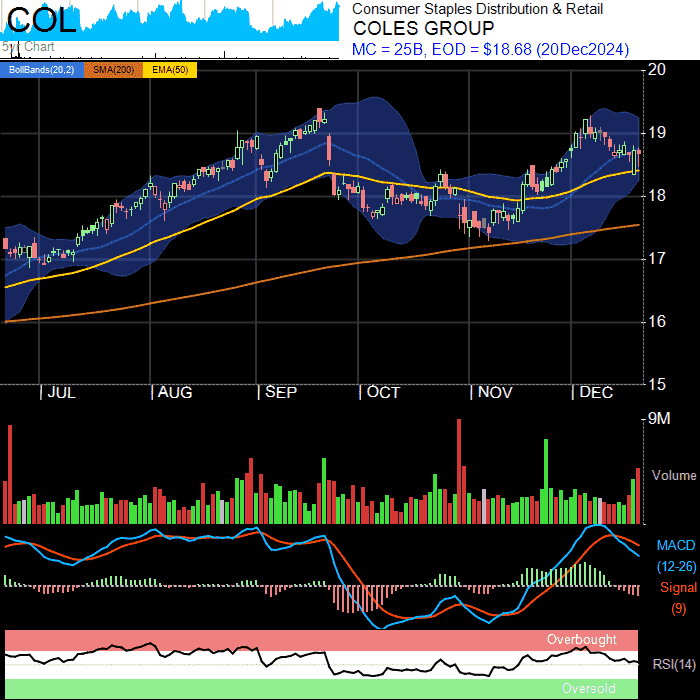 COL
5yr Chart
Consumer Staples Distribution & Retail
COLES GROUP
MC = 25B, EOD = $18.68 (20Dec2024)
BollBands(20,2) SMA(200) EMA(50)
20
19
18
17
16
15
JUL AUG SEP OCT NOV DEC
9M
Volume
MACD
(12-26)
Signal
(9)
Overbought
RSI(14)
Oversold